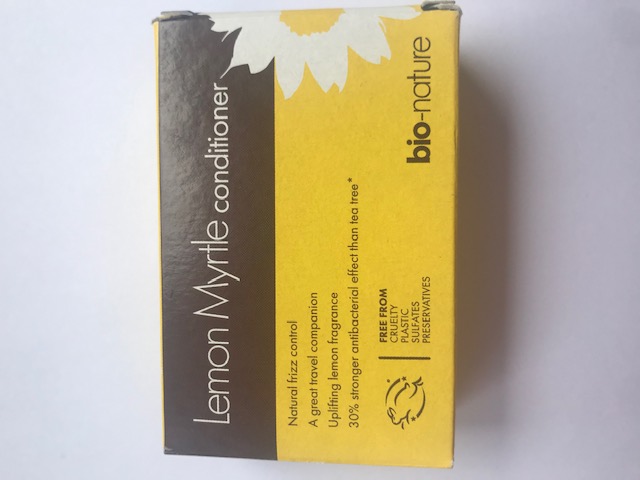 Lemon Myrtle conditioner
Natural frizz control
A great travel companion
Uplifting lemon fragrance
30% stronger antibacterial effect than tea tree*
FREE FROM
CRUELTY
PLASTIC
SULFATES
PRESERVATIVES
bio-nature